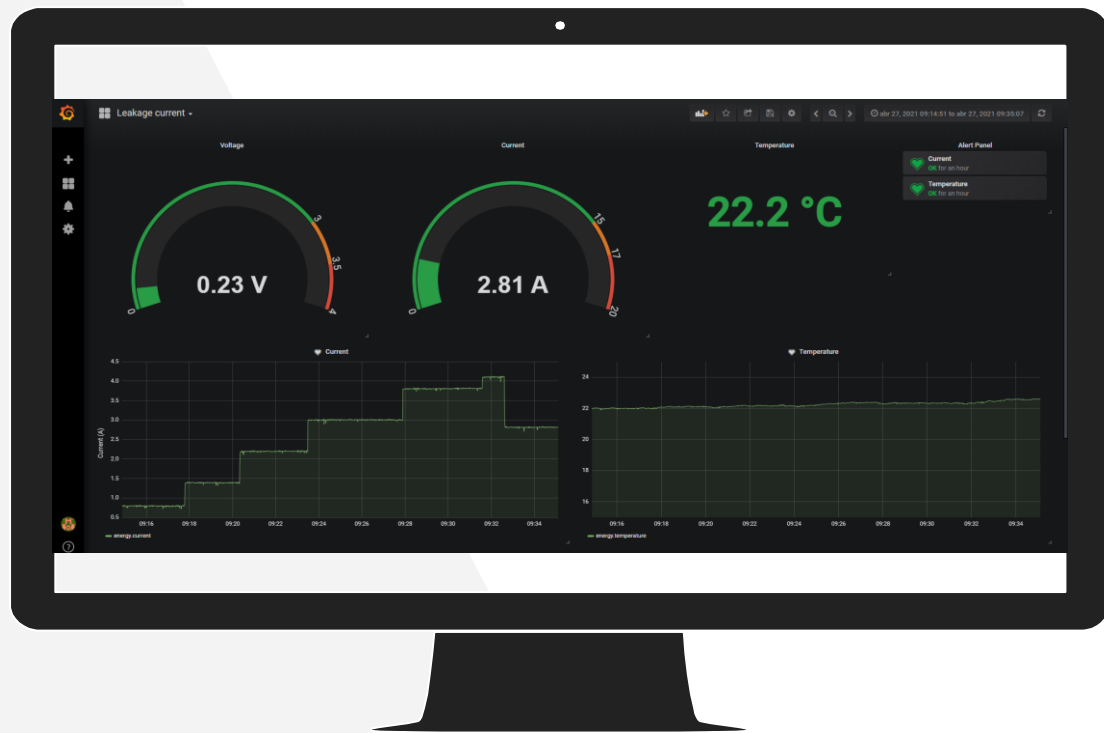 Leakage current
abr 27, 2021 09:14:51 to abr 27, 2021 09:35:07
Voltage
0
3
3.5
4
0.23 V
Current
0
15
17
20
2.81 A
Temperature
22.2 °C
Alert Panel
Current
OK for an hour
Temperature
OK for an hour
Current
Current (A)
4.5
4.0
3.5
3.0
2.5
2.0
1.5
1.0
0.5
09:16 09:18 09:20 09:22 09:24 09:26 09:28 09:30 09:32 09:34
energy.current
Temperature
24
22
20
18
16
09:16 09:18 09:20 09:22 09:24 09:26 09:28 09:30 09:32 09:34
energy.temperature